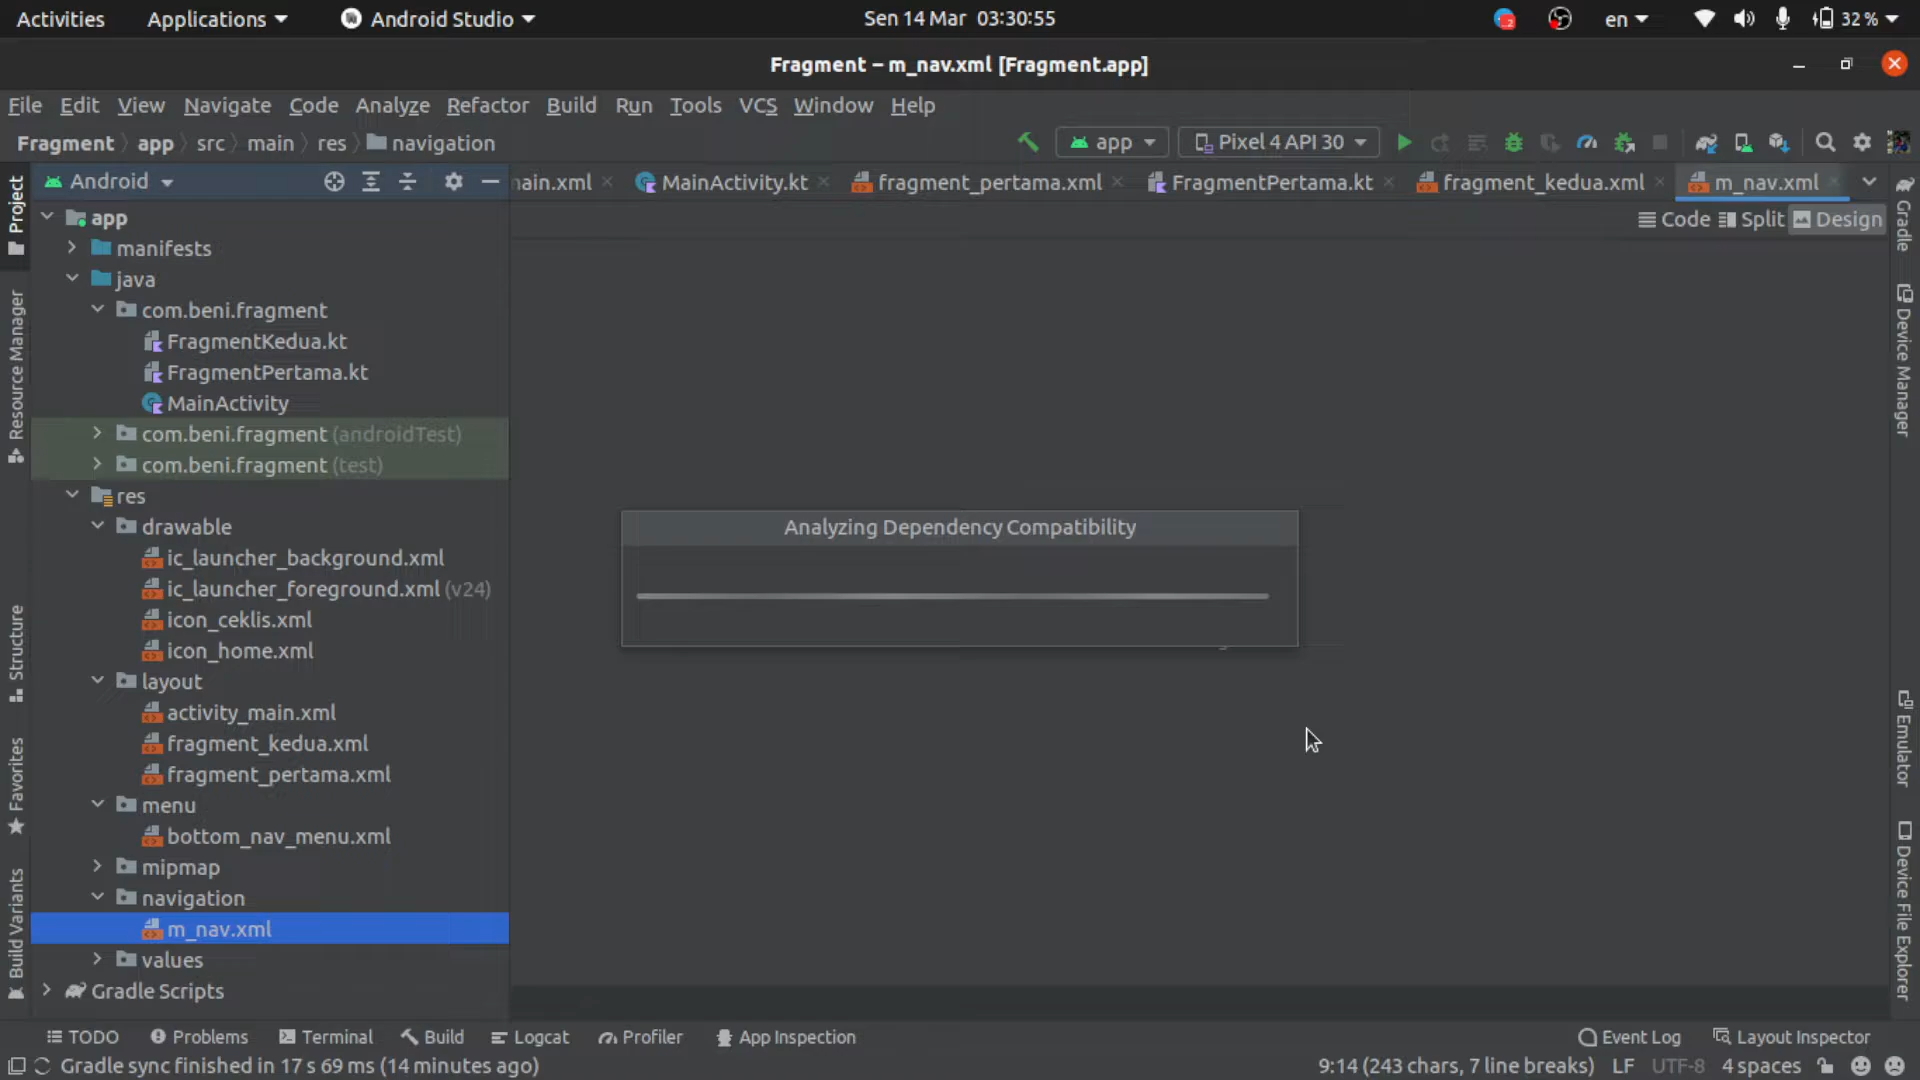 Activities Applications Android Studio Sen 14 Mar 03:30:55 en 32 %
Fragment – m_nav.xml [Fragment.app]
File Edit View Navigate Code Analyze Refactor Build Run Tools VCS Window Help
Fragment app src main res navigation app Pixel 4 API 30
Android ain.xml MainActivity.kt fragment_pertama.xml FragmentPertama.kt fragment_kedua.xml m_nav.xml
Code Split Design
app
manifests
java
com.beni.fragment
FragmentKedua.kt
FragmentPertama.kt
MainActivity
com.beni.fragment (androidTest)
com.beni.fragment (test)
res
drawable
ic_launcher_background.xml
ic_launcher_foreground.xml (v24)
icon_ceklis.xml
icon_home.xml
layout
activity_main.xml
fragment_kedua.xml
fragment_pertama.xml
menu
bottom_nav_menu.xml
mipmap
navigation
m_nav.xml
values
Gradle Scripts
Analyzing Dependency Compatibility
Project
Resource Manager
Structure
Favorites
Build Variants
Gradle
Device Manager
Emulator
Device File Explorer
TODO Problems Terminal Build Logcat Profiler App Inspection Event Log Layout Inspector
Gradle sync finished in 17 s 69 ms (14 minutes ago) 9:14 (243 chars, 7 line breaks) LF UTF-8 4 spaces